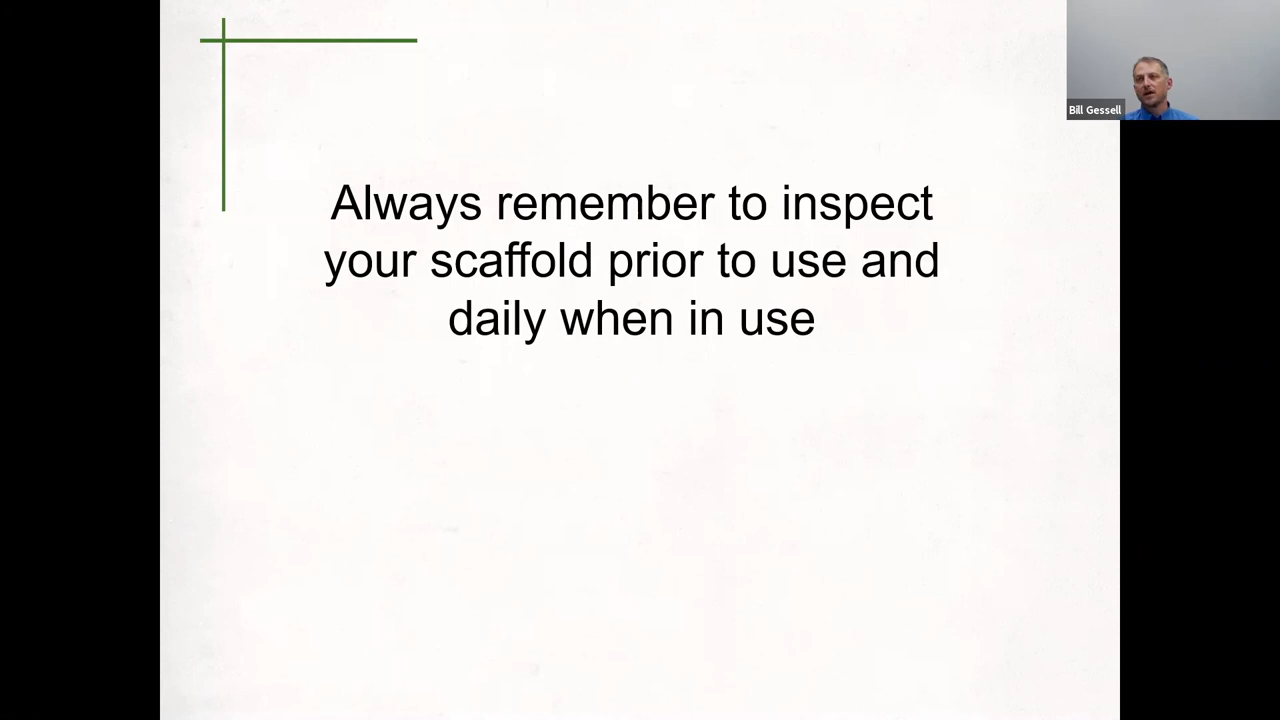 Bill Gessell
Always remember to inspect
your scaffold prior to use and
daily when in use